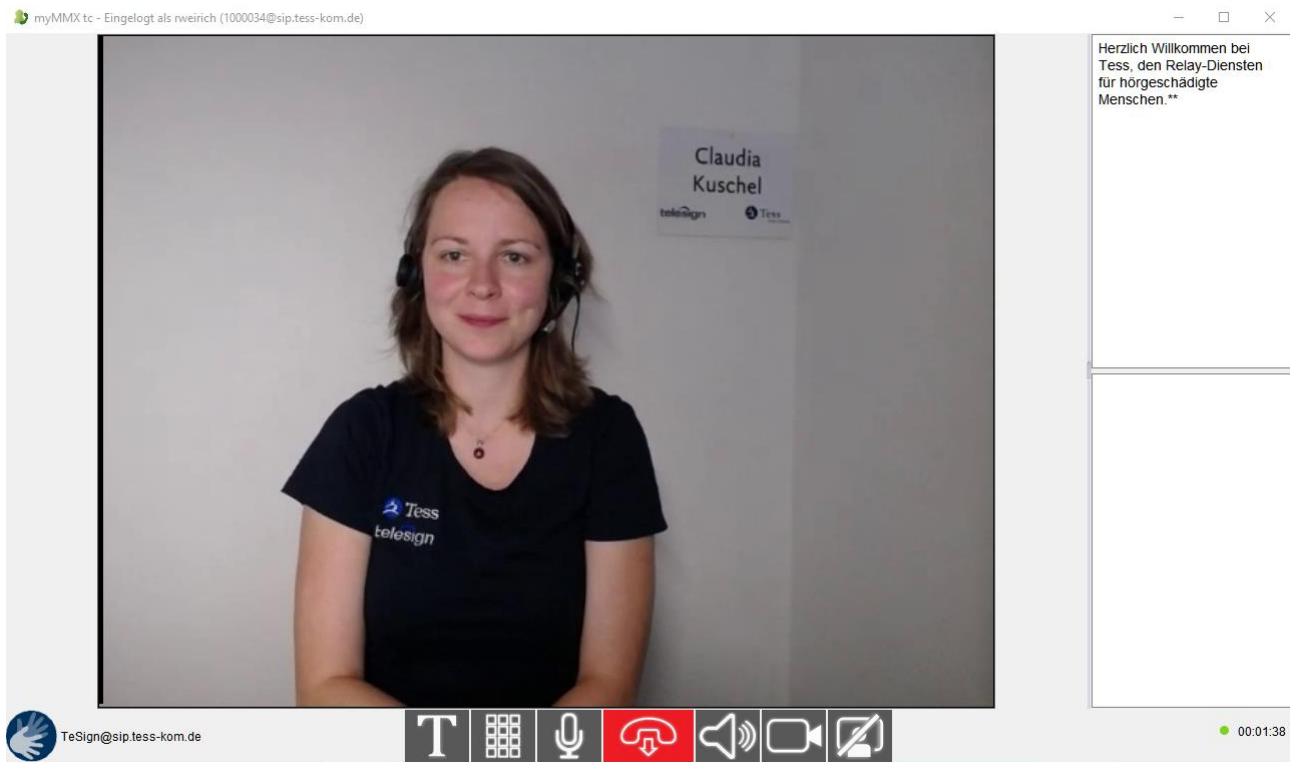 myMMX tc - Eingelogt als rweirich (1000034@sip.tess-kom.de)
Herzlich Willkommen bei
Tess, den Relay-Diensten
für hörgeschädigte
Menschen.**
Claudia
Kuschel
telesign Tess
Tess
telesign
TeSign@sip.tess-kom.de
T
00:01:38